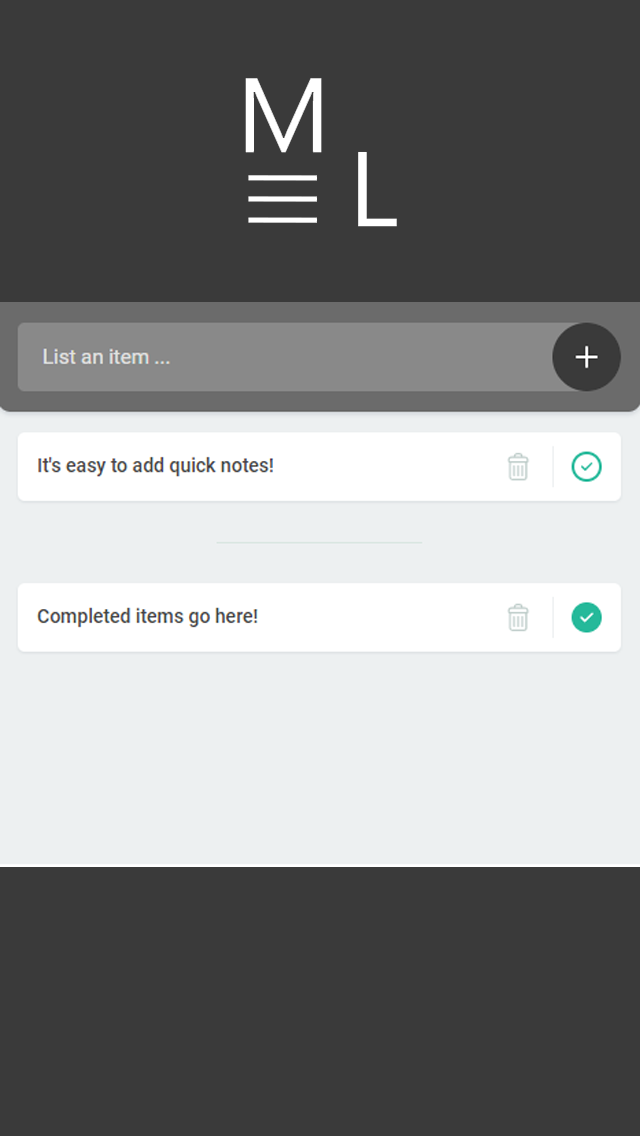 M
L
List an item ...
It's easy to add quick notes!
Completed items go here!